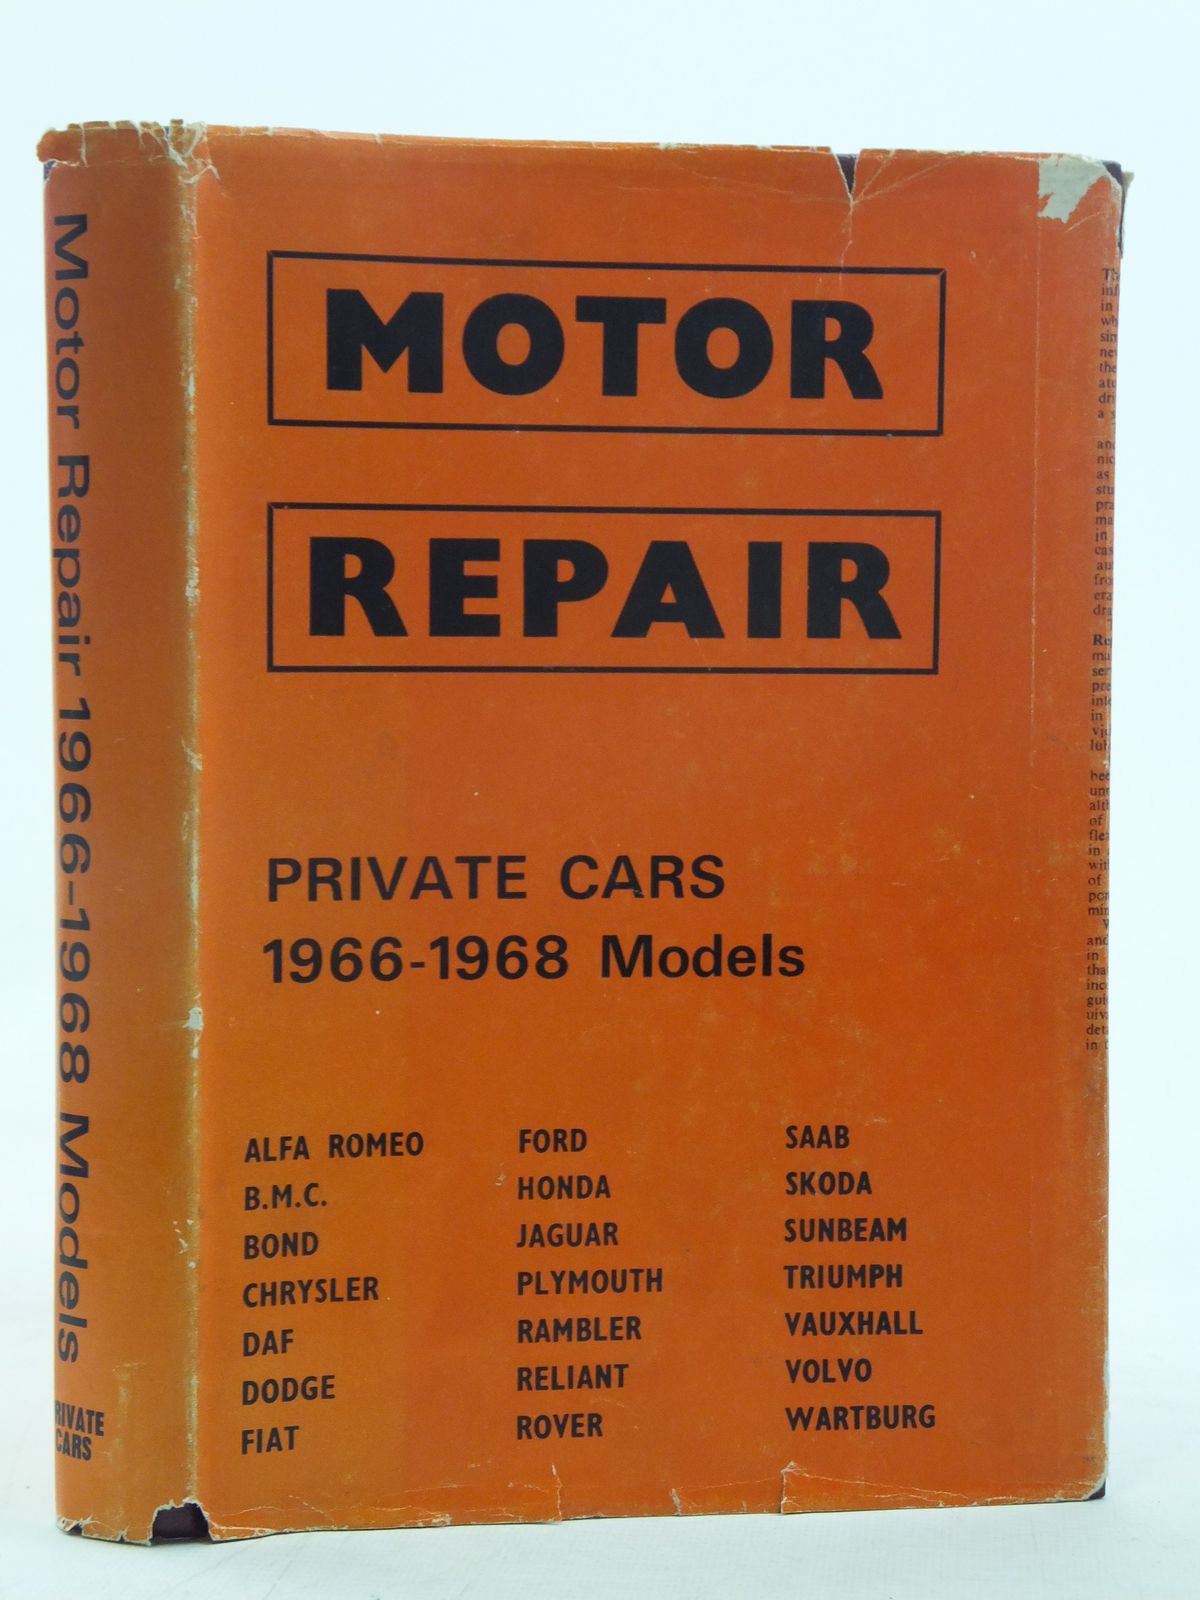 Motor Repair 1966-1968 Models
CARS
MOTOR
REPAIR
PRIVATE CARS
1966-1968 Models
ALFA ROMEO
B.M.C.
BOND
CHRYSLER
DAF
DODGE
FIAT
FORD
HONDA
JAGUAR
PLYMOUTH
RAMBLER
RELIANT
ROVER
SAAB
SKODA
SUNBEAM
TRIUMPH
VAUXHALL
VOLVO
WARTBURG